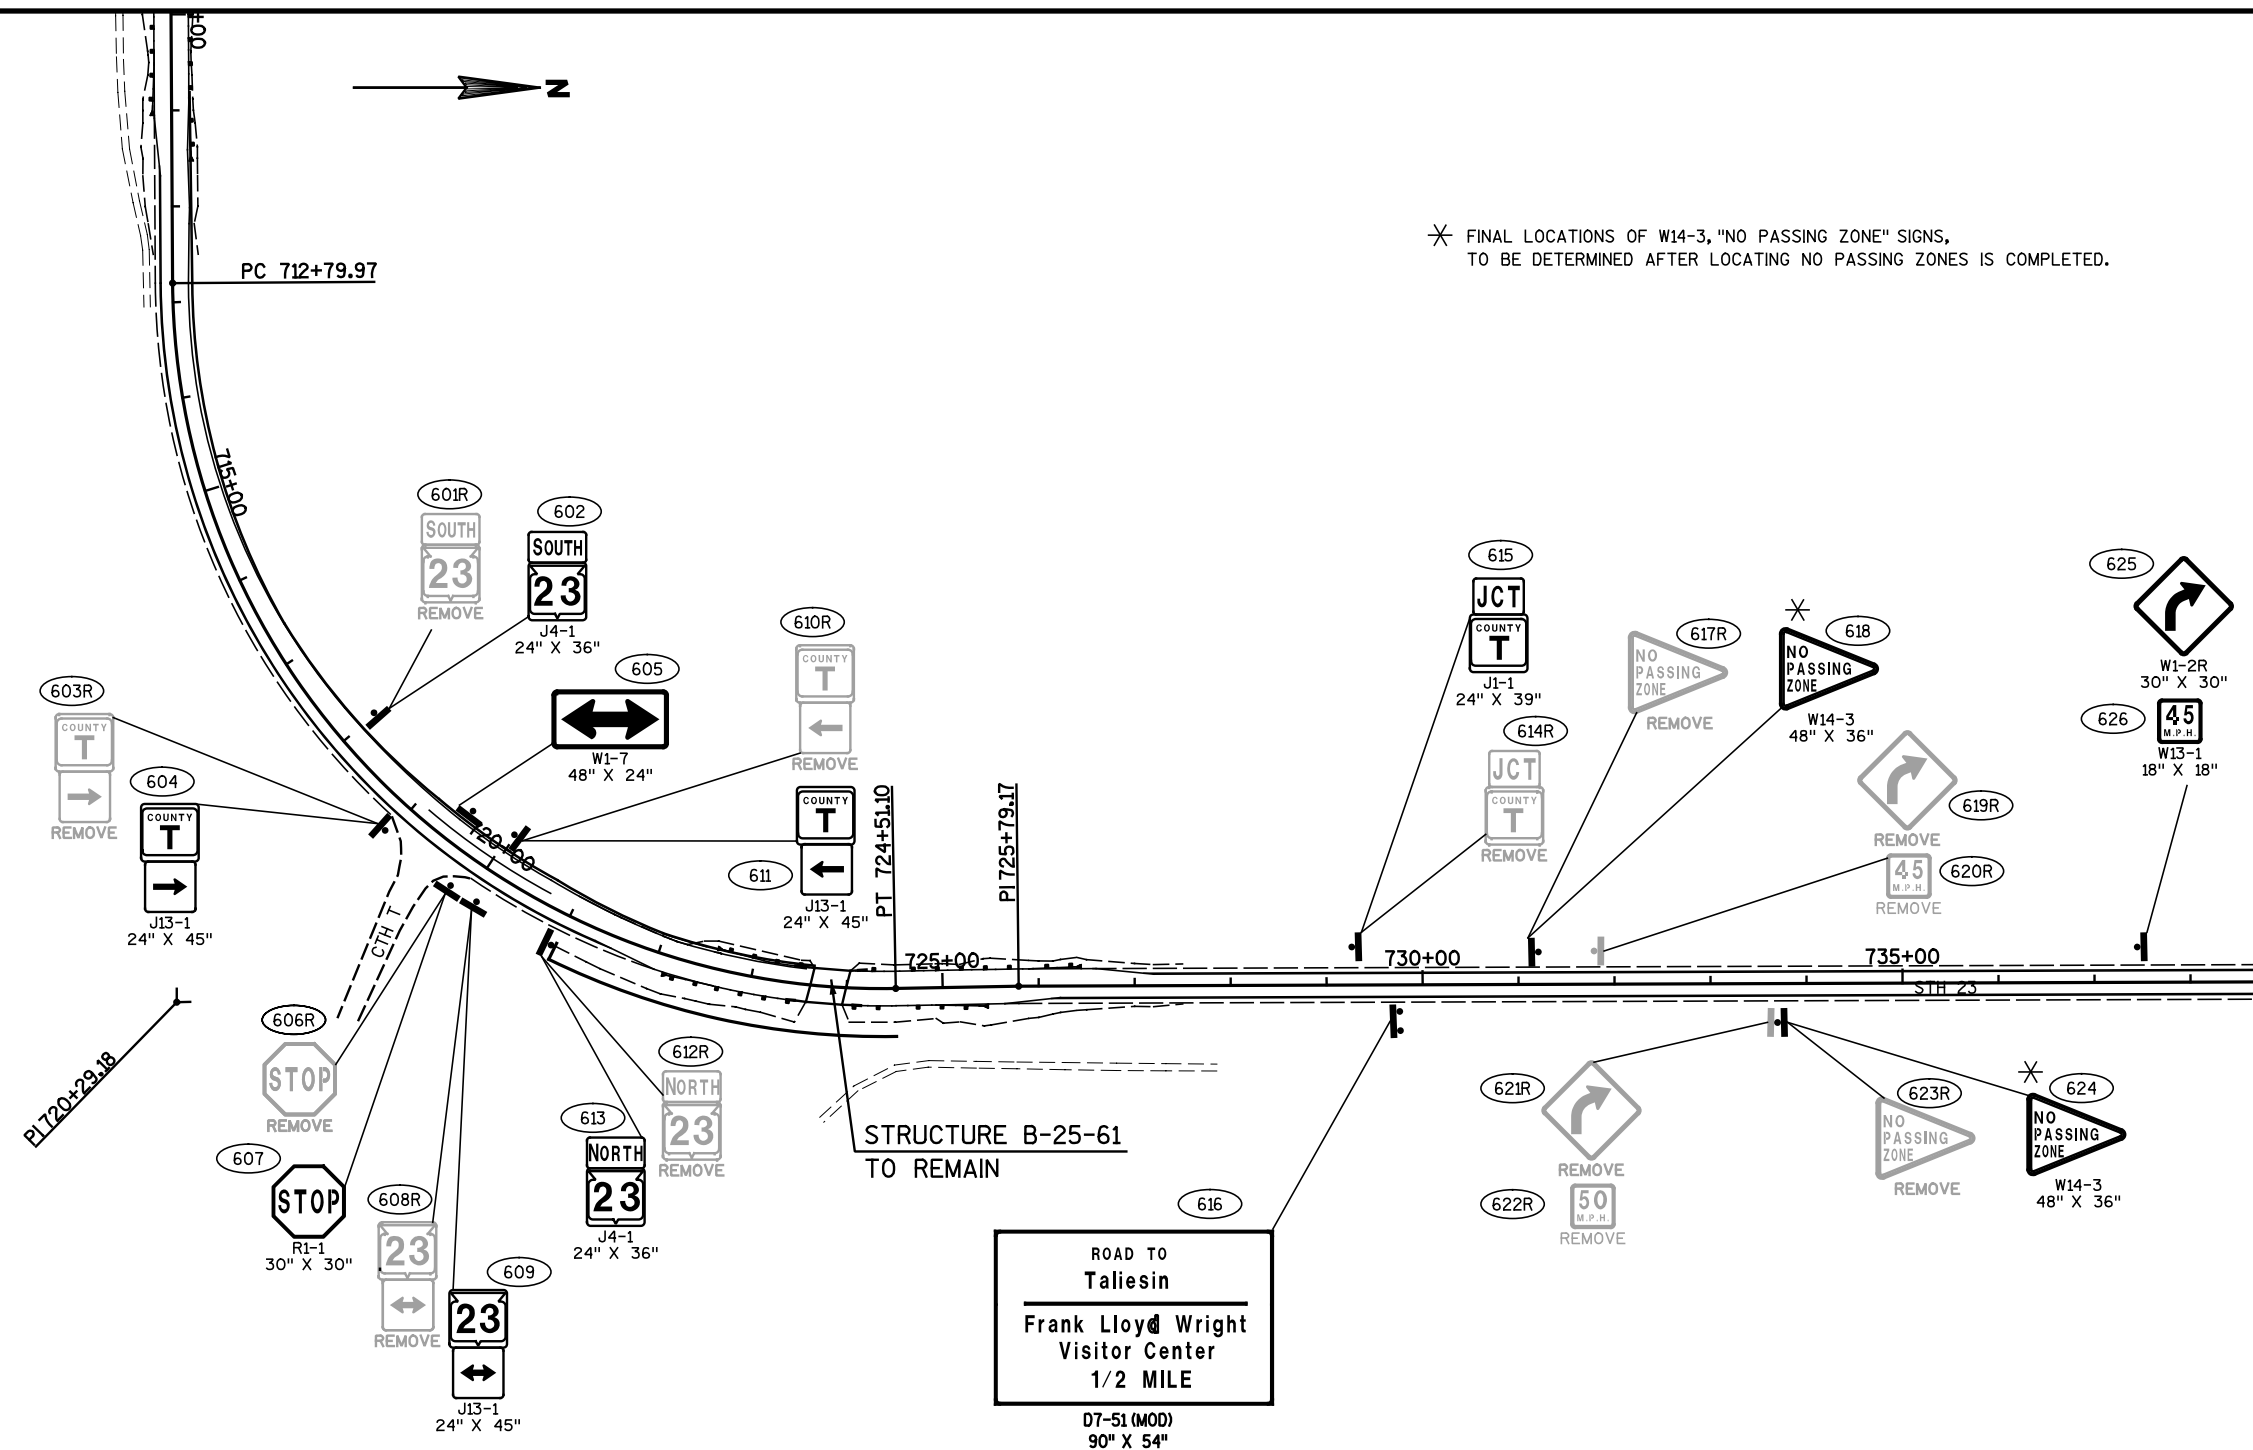 +00
N
PC 712+79.97
FINAL LOCATIONS OF W14-3, "NO PASSING ZONE" SIGNS,
TO BE DETERMINED AFTER LOCATING NO PASSING ZONES IS COMPLETED.
715+00
601R
SOUTH
23
REMOVE
602
SOUTH
23
J4-1
24" X 36"
603R
COUNTY
T
REMOVE
604
COUNTY
T
J13-1
24" X 45"
605
W1-7
48" X 24"
720+00
610R
COUNTY
T
REMOVE
611
COUNTY
T
J13-1
24" X 45"
PT 724+51.10
PI 725+79.17
725+00
615
JCT
COUNTY
T
J1-1
24" X 39"
614R
JCT
COUNTY
T
REMOVE
617R
NO
PASSING
ZONE
REMOVE
618
NO
PASSING
ZONE
W14-3
48" X 36"
619R
REMOVE
620R
45
M.P.H.
REMOVE
625
W1-2R
30" X 30"
626
45
M.P.H.
W13-1
18" X 18"
730+00
735+00
STH 23
CTH T
PI 720+29.18
606R
STOP
REMOVE
607
STOP
R1-1
30" X 30"
608R
23
REMOVE
609
23
J13-1
24" X 45"
612R
NORTH
23
REMOVE
613
NORTH
23
J4-1
24" X 36"
STRUCTURE B-25-61
TO REMAIN
616
ROAD TO
Taliesin
Frank Lloyd Wright
Visitor Center
1/2 MILE
D7-51 (MOD)
90" X 54"
621R
REMOVE
622R
50
M.P.H.
REMOVE
623R
NO
PASSING
ZONE
REMOVE
624
NO
PASSING
ZONE
W14-3
48" X 36"